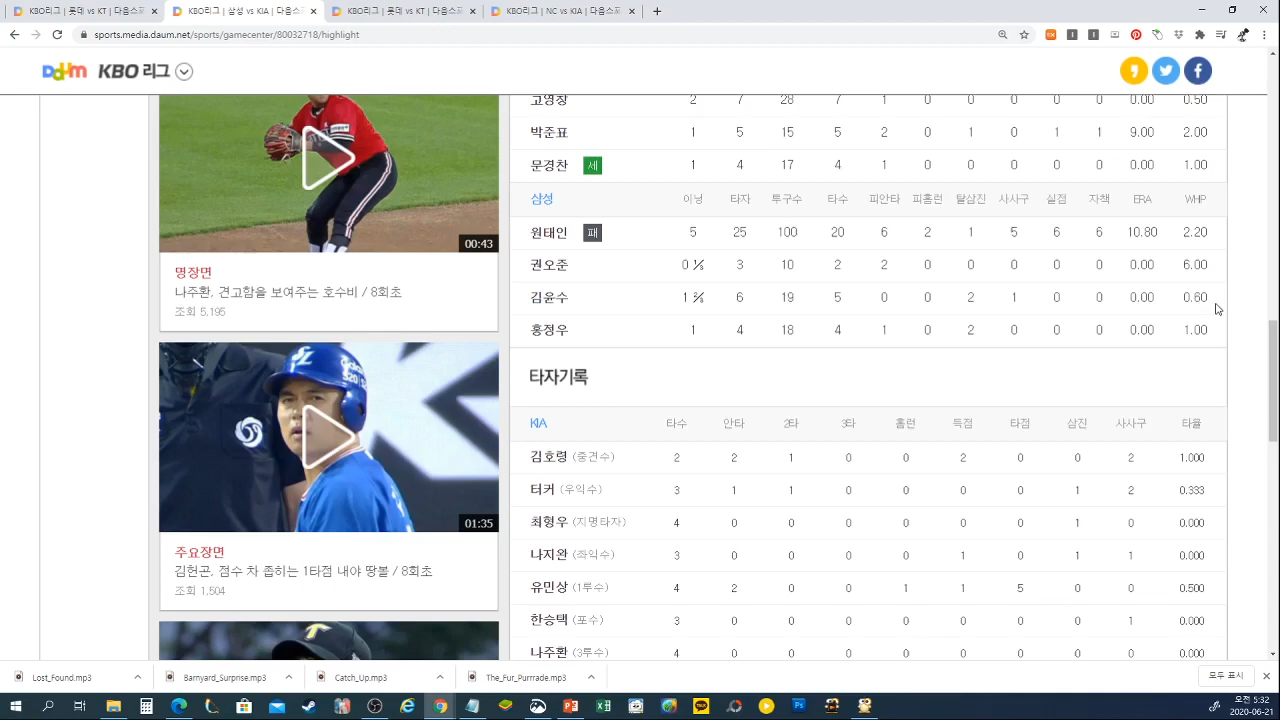 KBO리그 | 롯데 vs KT | 다음스포
KBO리그 | 삼성 vs KIA | 다음스포
KBO리그 | 롯데 vs KT | 다음스포
KBO리그 | NC vs KIA | 다음스포
sports.media.daum.net/sports/gamecenter/80032718/highlight
Daum KBO 리그
고영창 2 7 28 7 1 0 0 0 0 0 0.00 0.50
박준표 1 5 15 5 2 0 1 0 1 1 9.00 2.00
문경찬 세 1 4 17 4 1 0 0 0 0 0 0.00 1.00
삼성 이닝 타자 투구수 타수 피안타 피홈런 탈삼진 사사구 실점 자책 ERA WHP
원태인 패 5 25 100 20 6 2 1 5 6 6 10.80 2.20
권오준 0 ⅓ 3 10 2 2 0 0 0 0 0 0.00 6.00
김윤수 1 ⅔ 6 19 5 0 0 2 1 0 0 0.00 0.60
홍정우 1 4 18 4 1 0 2 0 0 0 0.00 1.00
00:43
명장면
나주환, 견고함을 보여주는 호수비 / 8회초
조회 5,195
01:35
주요장면
김헌곤, 점수 차 좁히는 1타점 내야 땅볼 / 8회초
조회 1,504
타자기록
KIA 타수 안타 2타 3타 홈런 득점 타점 삼진 사사구 타율
김호령 (중견수) 2 2 1 0 0 2 0 0 2 1.000
터커 (우익수) 3 1 1 0 0 0 0 1 2 0.333
최형우 (지명타자) 4 0 0 0 0 0 0 1 0 0.000
나지완 (좌익수) 3 0 0 0 0 1 0 1 1 0.000
유민상 (1루수) 4 2 0 0 1 1 5 0 0 0.500
한승택 (포수) 3 0 0 0 0 0 0 0 1 0.000
나주환 (3루수) 4 0 0 0 0 0 0 0 0 0.000
Lost_Found.mp3
Barnyard_Surprise.mp3
Catch_Up.mp3
The_Fur_Purrrade.mp3
모두 표시
오전 5:32
2020-06-21